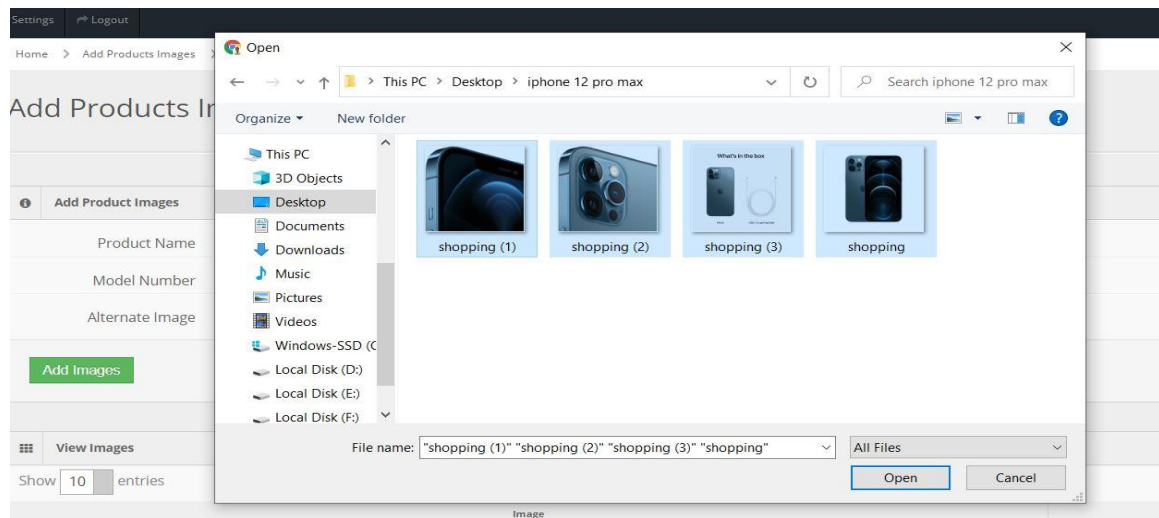 Settings Logout
Open
Home > Add Products Images >
This PC > Desktop > iphone 12 pro max
Search iphone 12 pro max
Add Products
Organize New folder
This PC
3D Objects
Desktop
Documents
Downloads
Music
Pictures
Videos
Windows-SSD (C
Local Disk (D:)
Local Disk (E:)
Local Disk (F:)
What's in the box
shopping (1) shopping (2) shopping (3) shopping
Add Product Images
Product Name
Model Number
Alternate Image
Add Images
View Images
Show 10 entries
File name: "shopping (1)" "shopping (2)" "shopping (3)" "shopping"
All Files
Open Cancel
Image